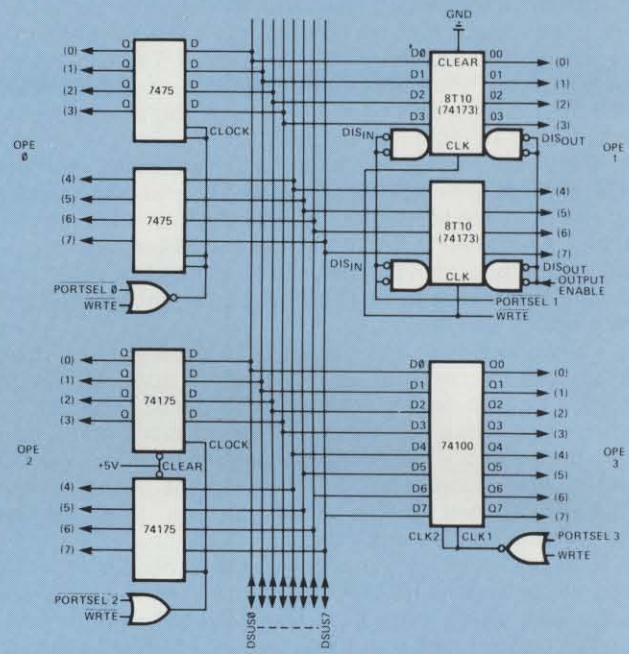 GND
(0) Q D
(1) Q D
(2) Q D
(3) Q D
7475
CLOCK
OPE
0
(4)
(5)
(6)
(7)
7475
PORTSEL 0
WRTE
D0 CLEAR 00 (0)
D1 01 (1)
D2 8T10 02 (2)
D3 (74173) 03 (3)
DISIN CLK DISOUT
OPE
1
8T10
(74173)
(4)
(5)
(6)
(7)
DISIN CLK DISOUT
OUTPUT
ENABLE
PORTSEL 1
WRTE
(0) Q D
(1) Q D
(2) Q D
(3) Q D
74175
CLOCK
OPE
2
+5V CLEAR
(4)
(5)
(6)
(7)
74175
PORTSEL 2
WRTE
D0 Q0 (0)
D1 Q1 (1)
D2 Q2 (2)
D3 Q3 (3)
D4 Q4 (4)
D5 Q5 (5)
D6 Q6 (6)
D7 Q7 (7)
74100
OPE
3
CLK2 CLK1
PORTSEL 3
WRTE
DSUS0
DSUS7